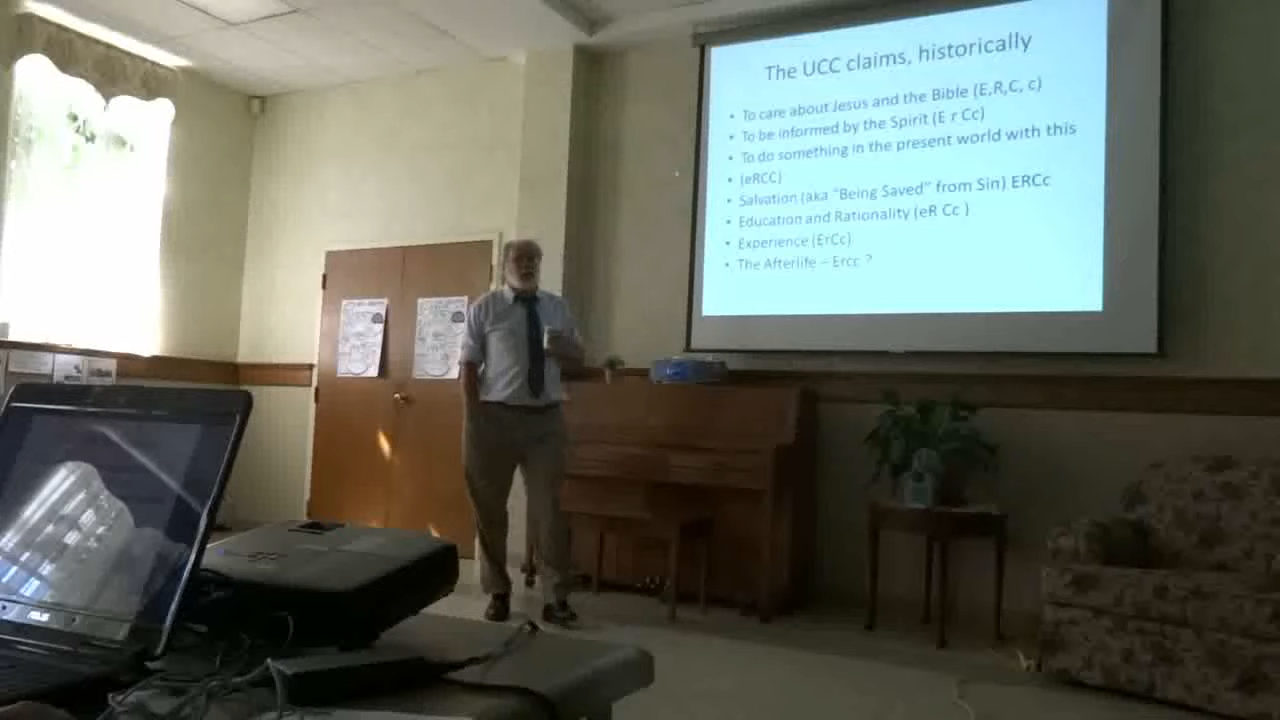 The UCC claims, historically
• To care about Jesus and the Bible (E,R,C, c)
• To be informed by the Spirit (E r Cc)
• To do something in the present world with this
• (eRCC)
• Salvation (aka “Being Saved” from Sin) ERCc
• Education and Rationality (eR Cc )
• Experience (ErCc)
• The Afterlife – Ercc ?
ASUS